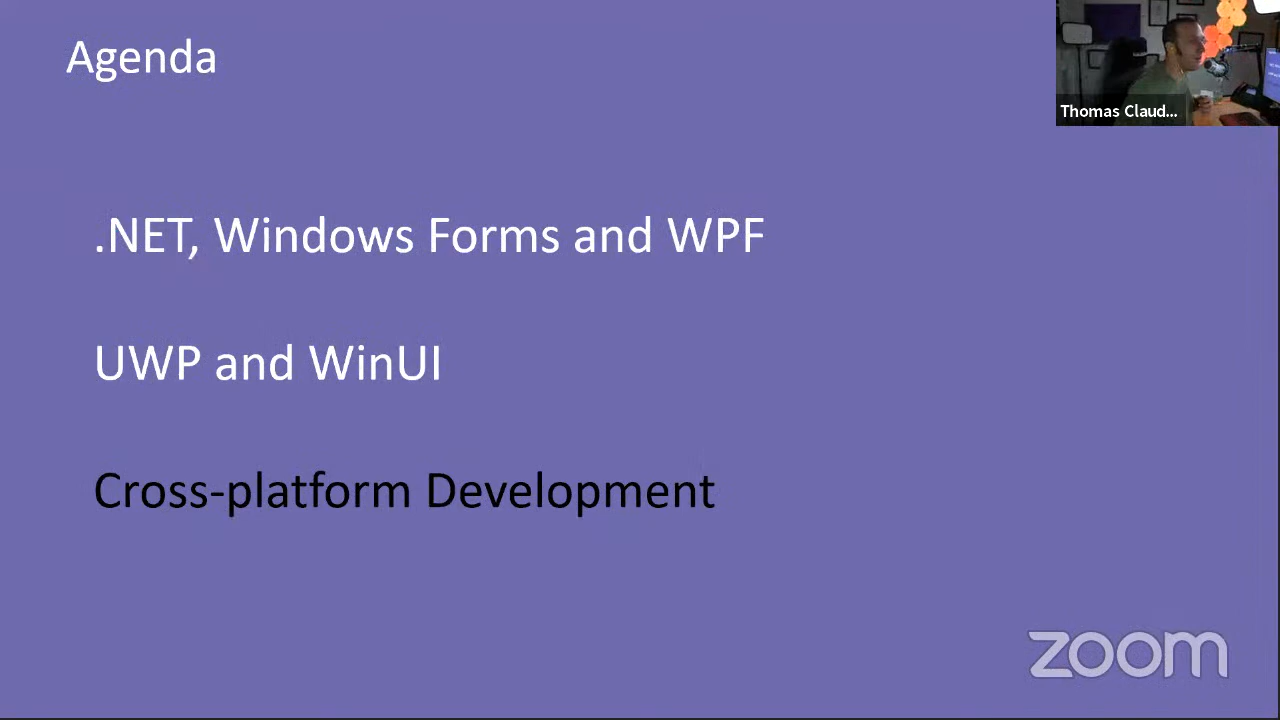 Agenda
Thomas Claud...
.NET, Windows Forms and WPF
UWP and WinUI
Cross-platform Development
zoom